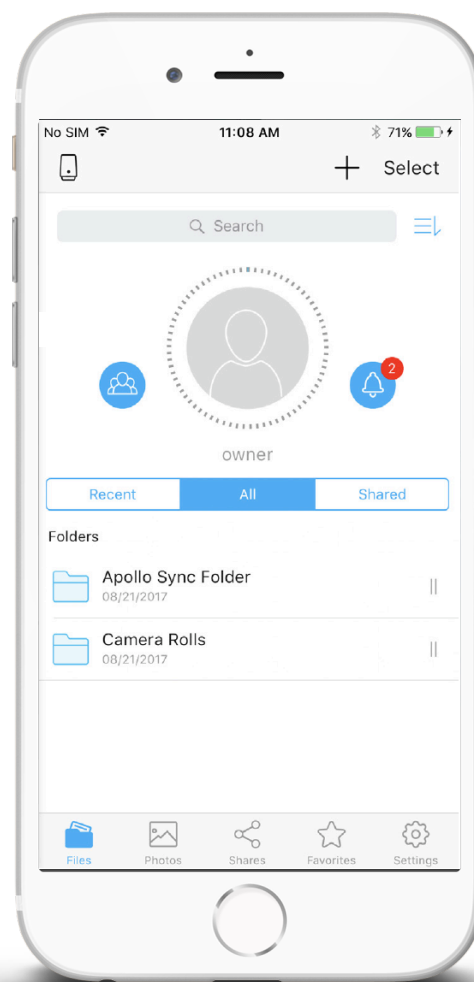 No SIM 11:08 AM 71%
Select
Search
2
owner
Recent All Shared
Folders
Apollo Sync Folder
08/21/2017
Camera Rolls
08/21/2017
Files Photos Shares Favorites Settings